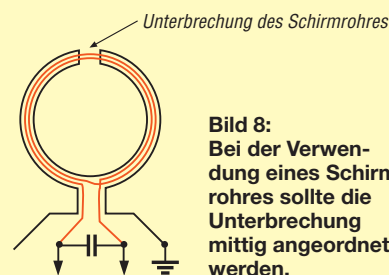 Unterbrechung des Schirmrohres
Bild 8:
Bei der Verwen-
dung eines Schirm
rohres sollte die
Unterbrechung
mittig angeordnet
werden.